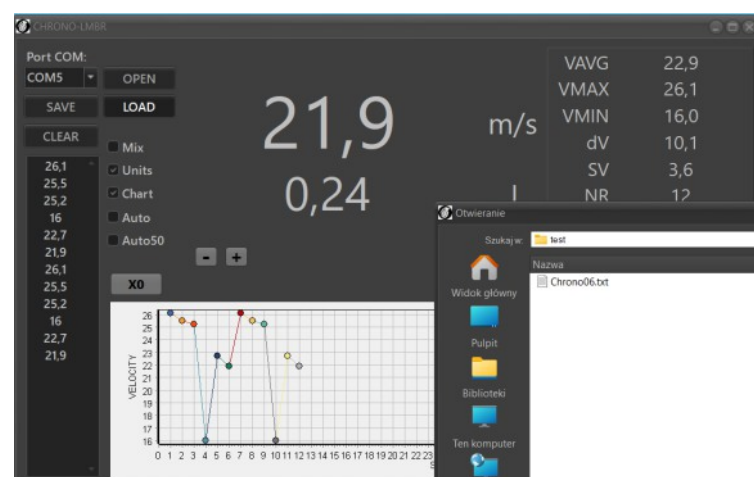 CHRONO-LMBR
Port COM:
COM5 OPEN
SAVE LOAD
CLEAR
Mix
Units
Chart
Auto
Auto50
- +
X0
26,1
25,5
25,2
16
22,7
21,9
26,1
25,5
25,2
16
22,7
21,9
21,9 m/s
0,24
VAVG 22,9
VMAX 26,1
VMIN 16,0
dV 10,1
SV 3,6
NR 12
VELOCITY
26
25
24
23
22
21
20
19
18
17
16
0 1 2 3 4 5 6 7 8 9 10 11 12 13 14 15 16 17 18 19 20 21 22 23
Otwieranie
Szukaj w: test
Nazwa
Chrono06.txt
Widok główny
Pulpit
Biblioteki
Ten komputer